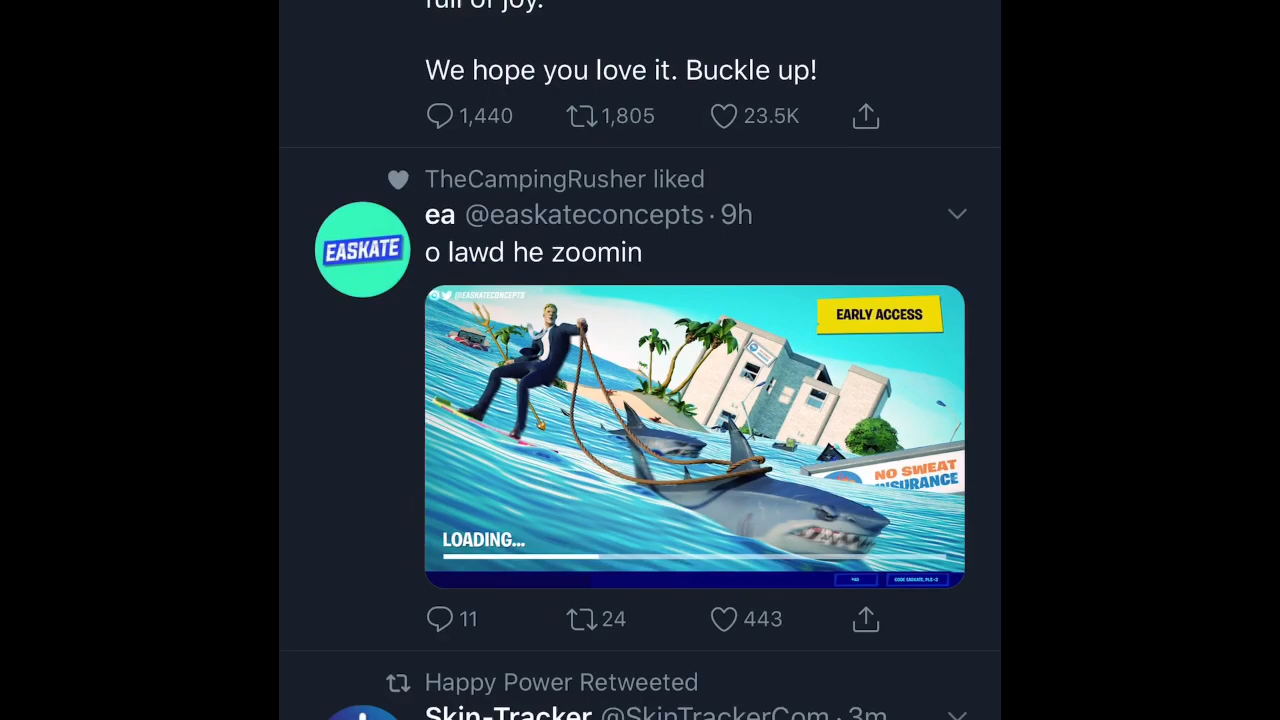 full of joy.
We hope you love it. Buckle up!
1,440 1,805 23.5K
TheCampingRusher liked
ea @easkateconcepts · 9h
EASKATE
o lawd he zoomin
@EASKATECONCEPTS
EARLY ACCESS
NO SWEAT
INSURANCE
LOADING...
11 24 443
Happy Power Retweeted
Skin-Tracker @SkinTrackerCom · 3m